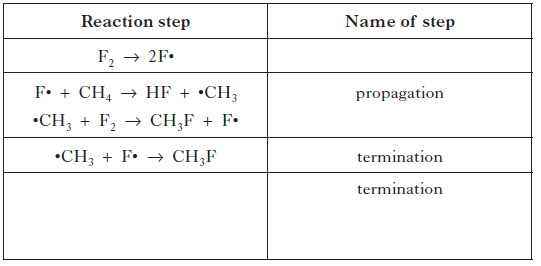 Reaction step Name of step
F₂ → 2F•
F• + CH₄ → HF + •CH₃ propagation
•CH₃ + F₂ → CH₃F + F•
•CH₃ + F• → CH₃F termination
termination